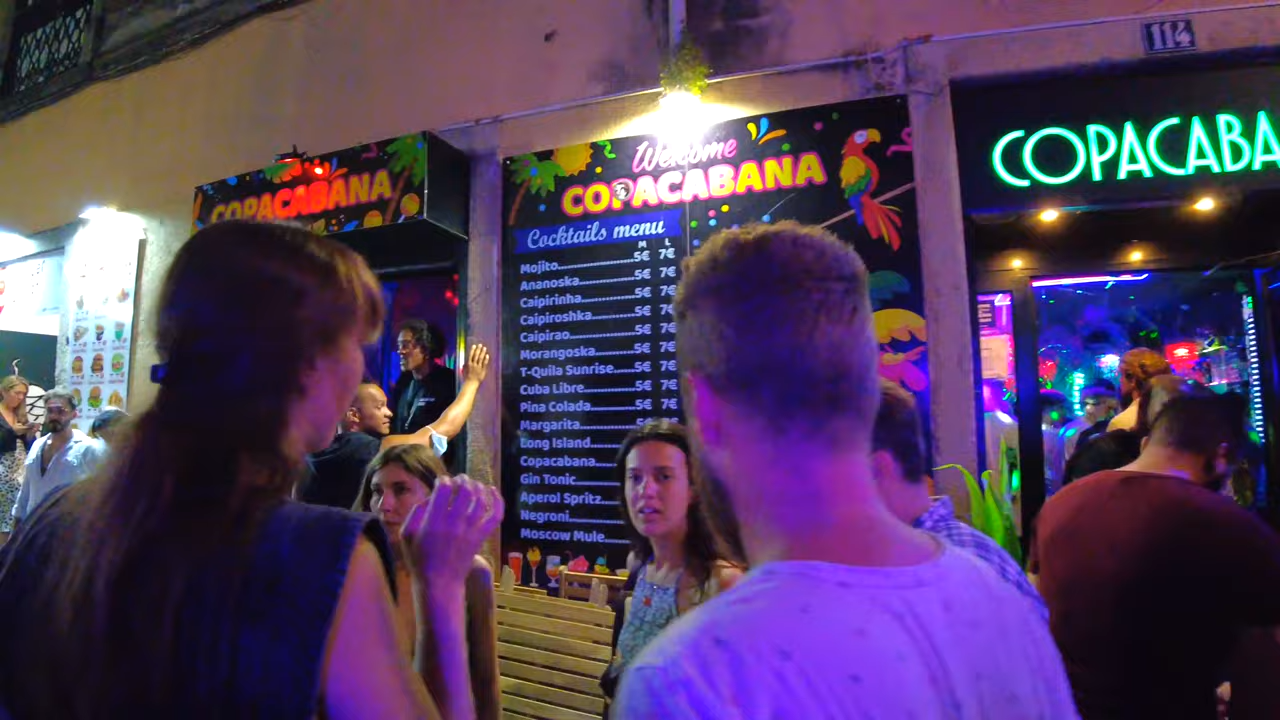 114
COPACABA
Welcome
COPACABANA
COPACABANA
Cocktails menu
M L
Mojito 5€ 7€
Ananoska 5€ 7€
Caipirinha 5€ 7€
Caipiroshka 5€ 7€
Caipirao 5€ 7€
Morangoska 5€ 7€
T-Quila Sunrise 5€ 7€
Cuba Libre 5€ 7€
Pina Colada 5€ 7€
Margarita
Long Island
Copacabana
Gin Tonic
Aperol Spritz
Negroni
Moscow Mule